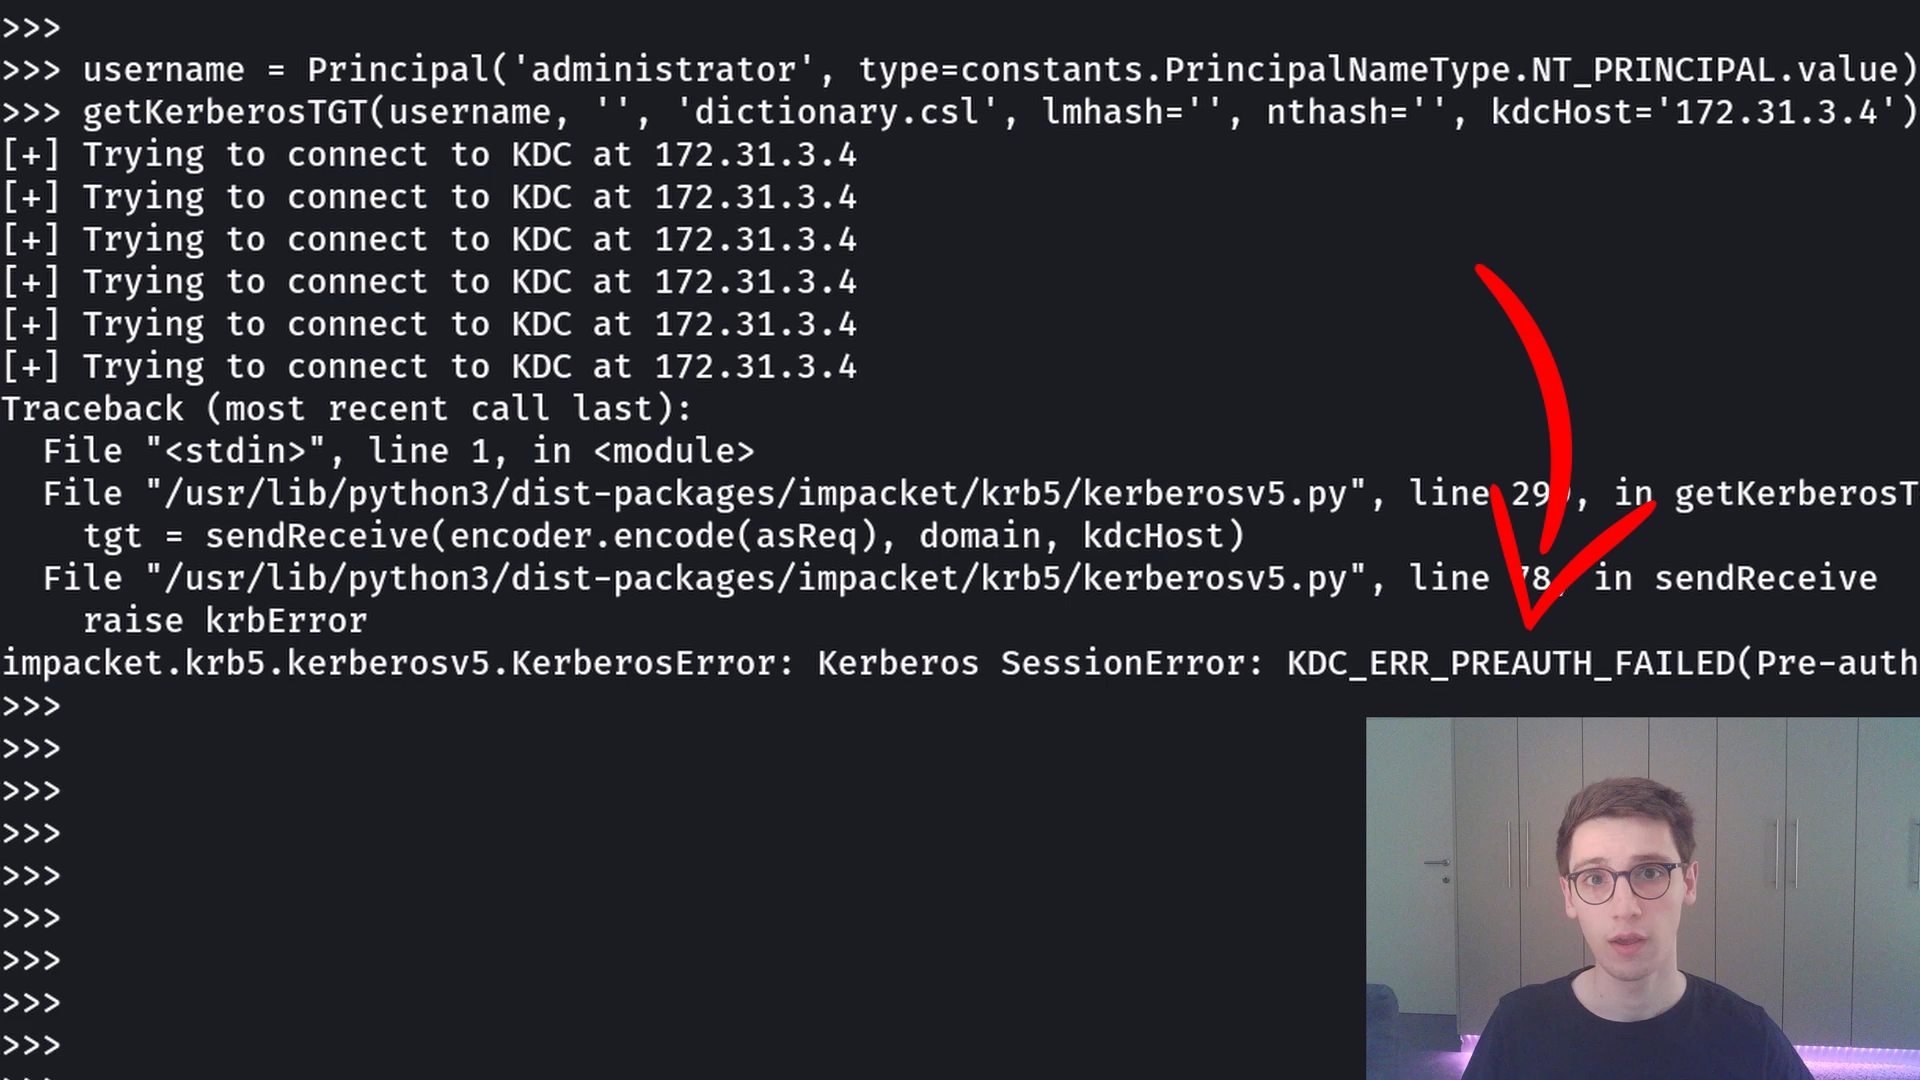 >>>
>>> username = Principal('administrator', type=constants.PrincipalNameType.NT_PRINCIPAL.value)
>>> getKerberosTGT(username, '', 'dictionary.csl', lmhash='', nthash='', kdcHost='172.31.3.4')
[+] Trying to connect to KDC at 172.31.3.4
[+] Trying to connect to KDC at 172.31.3.4
[+] Trying to connect to KDC at 172.31.3.4
[+] Trying to connect to KDC at 172.31.3.4
[+] Trying to connect to KDC at 172.31.3.4
[+] Trying to connect to KDC at 172.31.3.4
Traceback (most recent call last):
  File "<stdin>", line 1, in <module>
  File "/usr/lib/python3/dist-packages/impacket/krb5/kerberosv5.py", line in getKerberosT
    tgt = sendReceive(encoder.encode(asReq), domain, kdcHost)
  File "/usr/lib/python3/dist-packages/impacket/krb5/kerberosv5.py", line 78, in sendReceive
    raise krbError
impacket.krb5.kerberosv5.KerberosError: Kerberos SessionError: KDC_ERR_PREAUTH_FAILED(Pre-auth
>>>
>>>
>>>
>>>
>>>
>>>
>>>
>>>
>>>